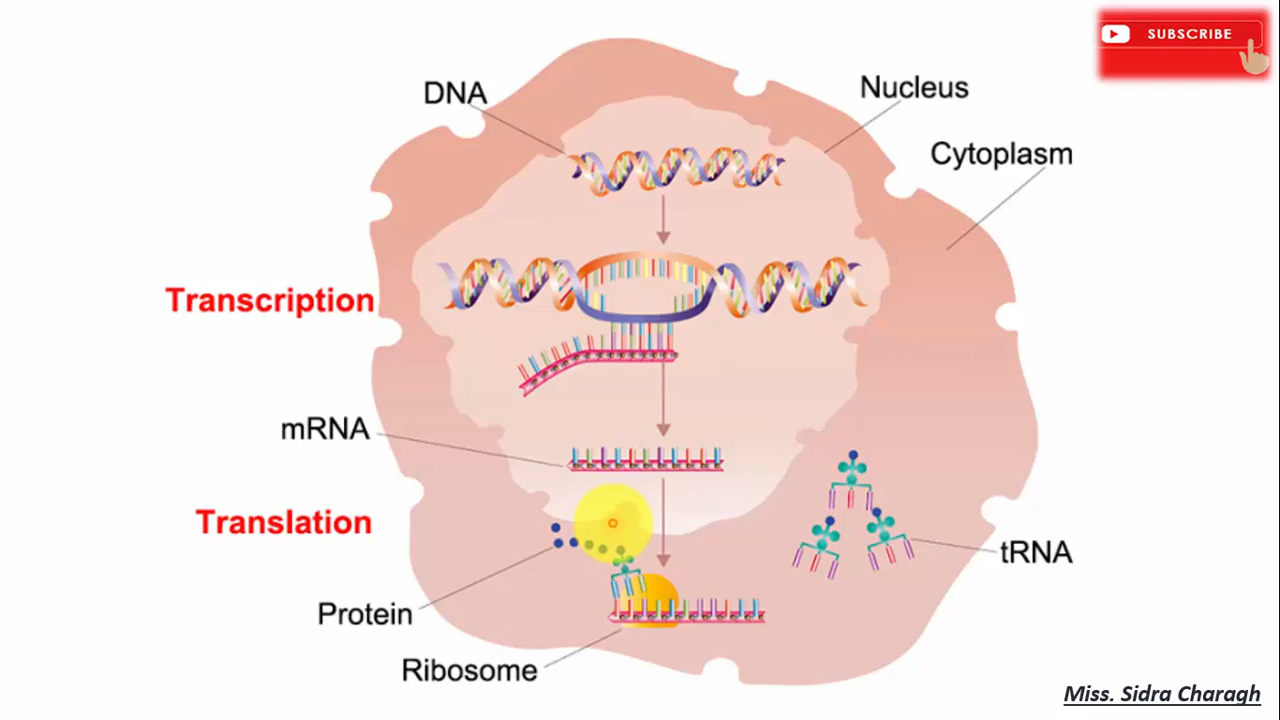 SUBSCRIBE
DNA
Nucleus
Cytoplasm
Transcription
mRNA
Translation
tRNA
Protein
Ribosome
Miss. Sidra Charagh